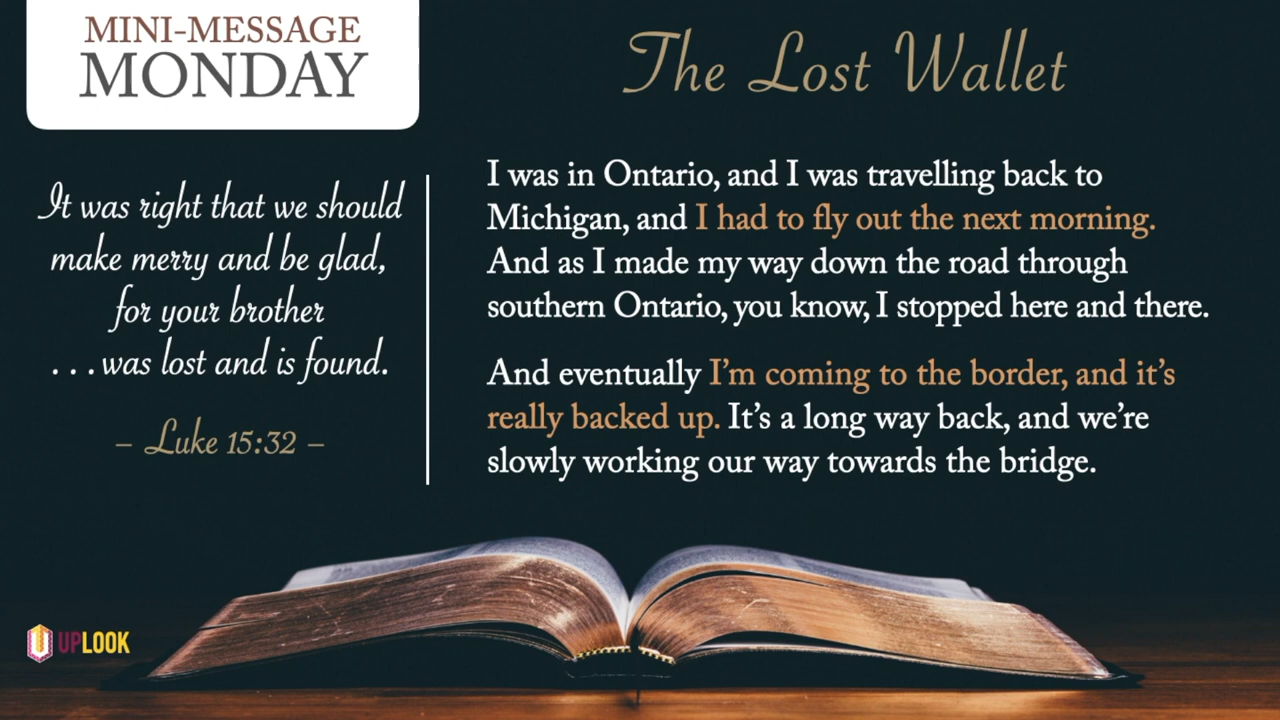 MINI-MESSAGE
MONDAY
The Lost Wallet
It was right that we should
make merry and be glad,
for your brother
. . . was lost and is found.
– Luke 15:32 –
I was in Ontario, and I was travelling back to
Michigan, and I had to fly out the next morning.
And as I made my way down the road through
southern Ontario, you know, I stopped here and there.
And eventually I'm coming to the border, and it's
really backed up. It's a long way back, and we're
slowly working our way towards the bridge.
UPLOOK